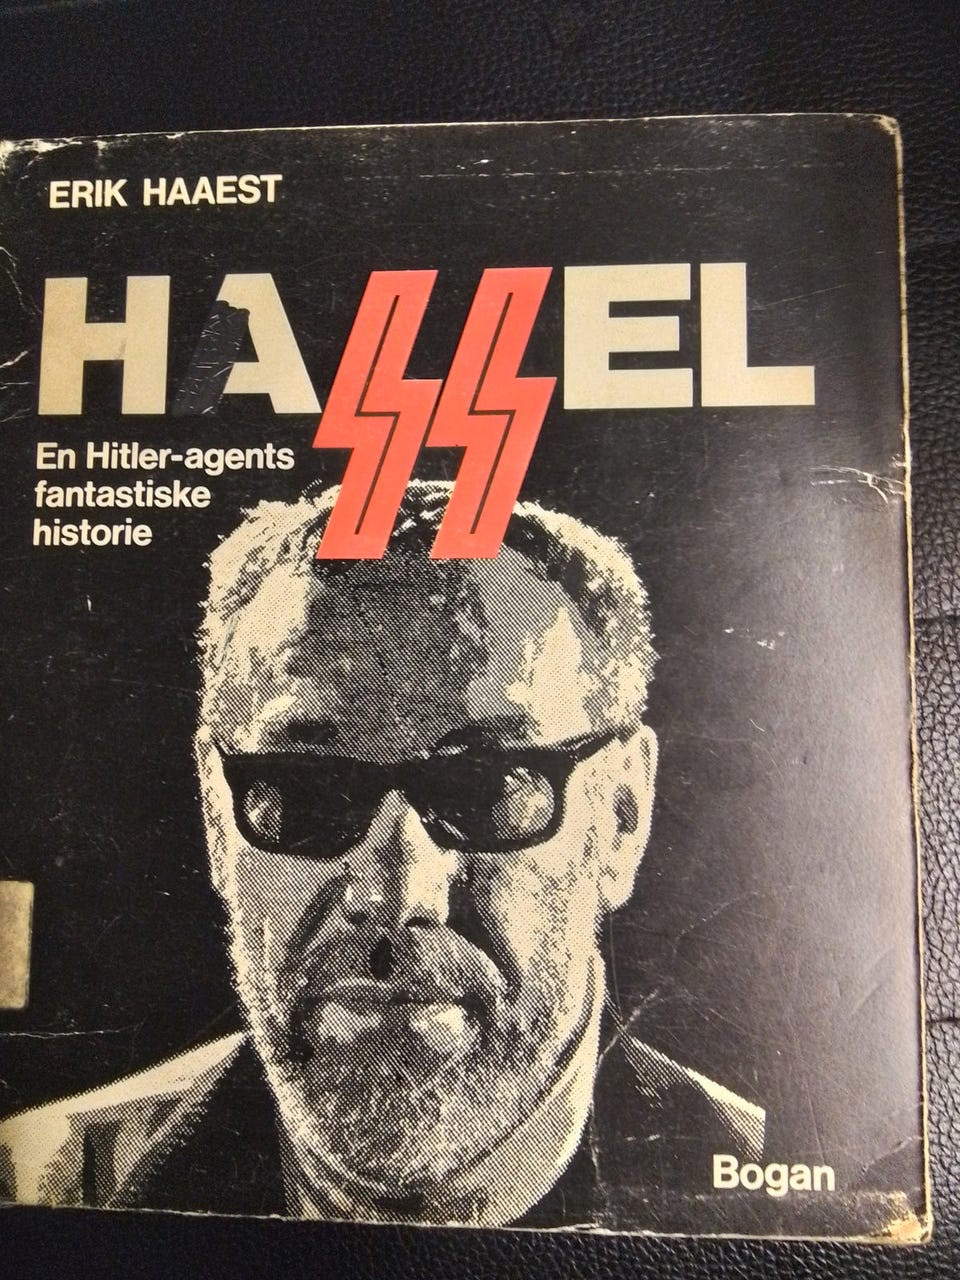 ERIK HAAEST
HASSEL
En Hitler-agents
fantastiske
historie
Bogan